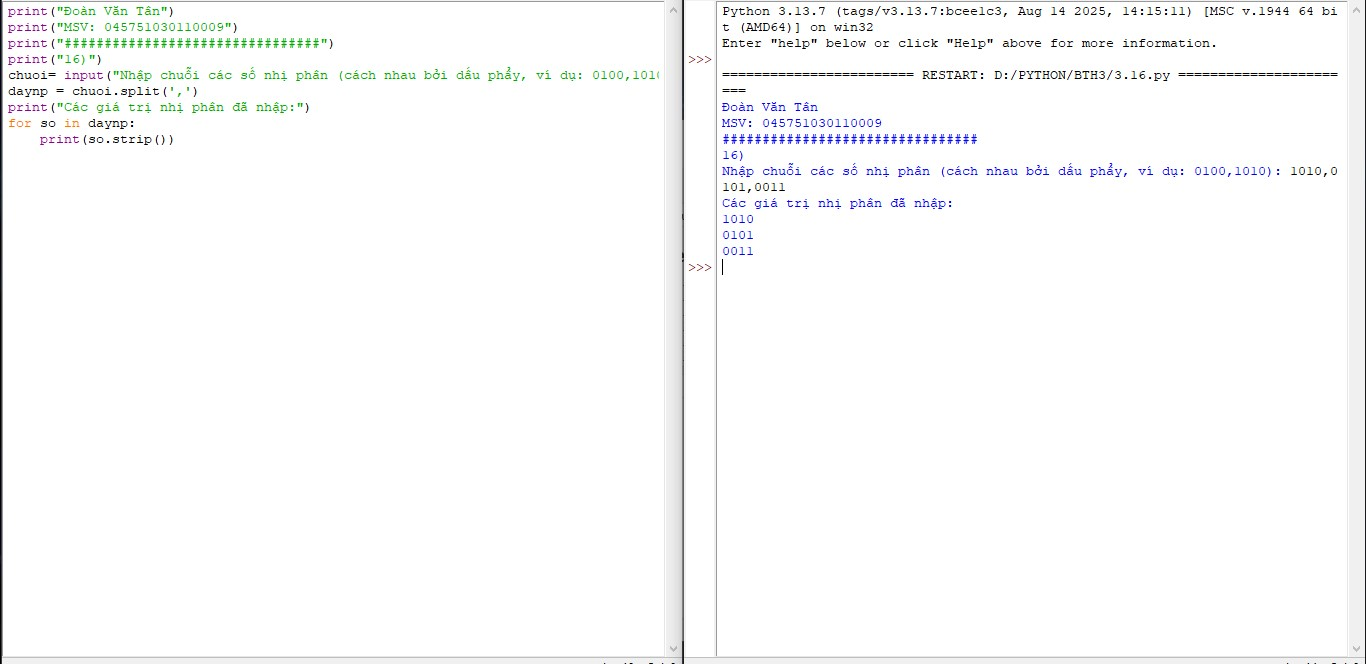 print("Đoàn Văn Tân")
print("MSV: 045751030110009")
print("################################")
print("16)")
chuoi= input("Nhập chuỗi các số nhị phân (cách nhau bởi dấu phẩy, ví dụ: 0100,101(
daynp = chuoi.split(',')
print("Các giá trị nhị phân đã nhập:")
for so in daynp:
    print(so.strip())
Python 3.13.7 (tags/v3.13.7:bcee1c3, Aug 14 2025, 14:15:11) [MSC v.1944 64 bi
t (AMD64)] on win32
Enter "help" below or click "Help" above for more information.
>>>
======================== RESTART: D:/PYTHON/BTH3/3.16.py ====================
===
Đoàn Văn Tân
MSV: 045751030110009
################################
16)
Nhập chuỗi các số nhị phân (cách nhau bởi dấu phẩy, ví dụ: 0100,1010): 1010,0
101,0011
Các giá trị nhị phân đã nhập:
1010
0101
0011
>>>